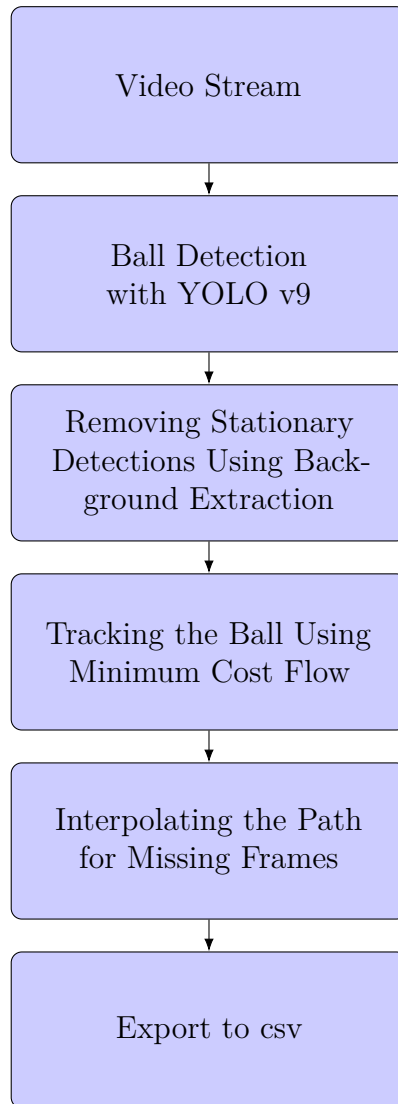 Video Stream
Ball Detection
with YOLO v9
Removing Stationary
Detections Using Back-
ground Extraction
Tracking the Ball Using
Minimum Cost Flow
Interpolating the Path
for Missing Frames
Export to csv